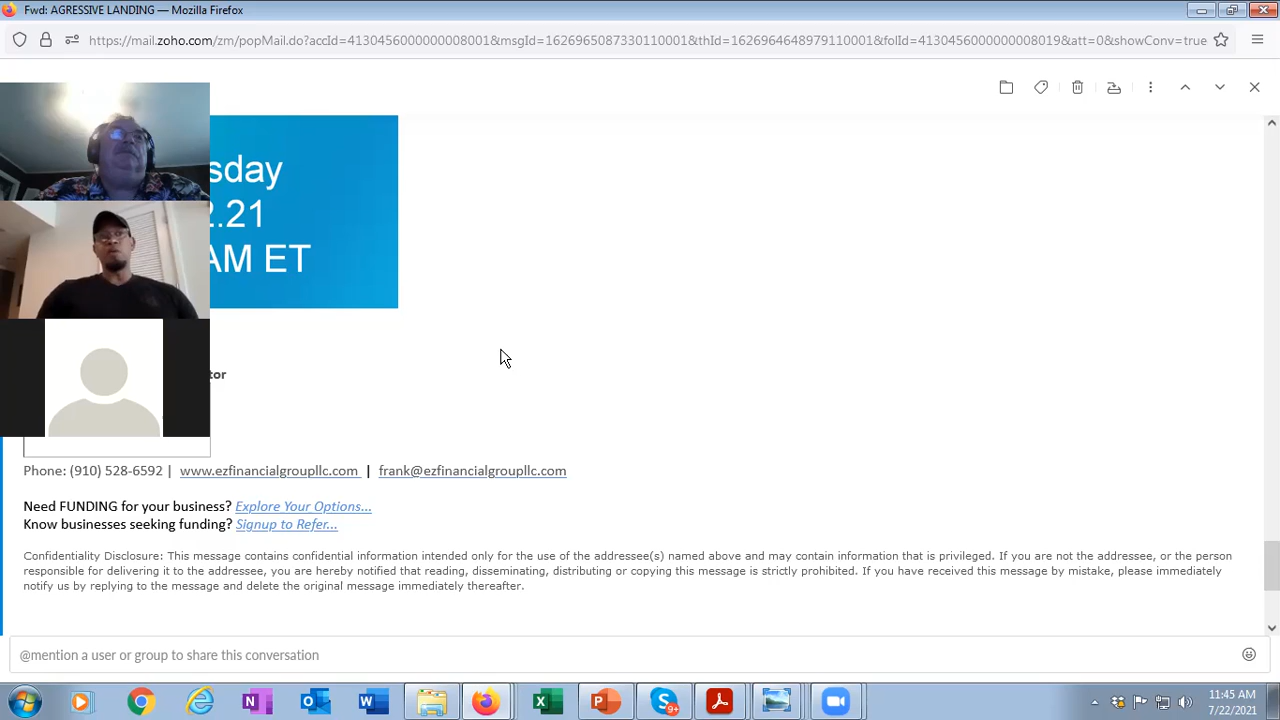 Fwd: AGRESSIVE LANDING — Mozilla Firefox
https://mail.zoho.com/zm/popMail.do?accId=4130456000000008001&msgId=1626965087330110001&thId=1626964648979110001&folId=4130456000000008019&att=0&showConv=true
sday
2.21
AM ET
tor
Phone: (910) 528-6592 | www.ezfinancialgroupllc.com | frank@ezfinancialgroupllc.com
Need FUNDING for your business? Explore Your Options...
Know businesses seeking funding? Signup to Refer...
Confidentiality Disclosure: This message contains confidential information intended only for the use of the addressee(s) named above and may contain information that is privileged. If you are not the addressee, or the person
responsible for delivering it to the addressee, you are hereby notified that reading, disseminating, distributing or copying this message is strictly prohibited. If you have received this message by mistake, please immediately
notify us by replying to the message and delete the original message immediately thereafter.
@mention a user or group to share this conversation
9+
11:45 AM
7/22/2021